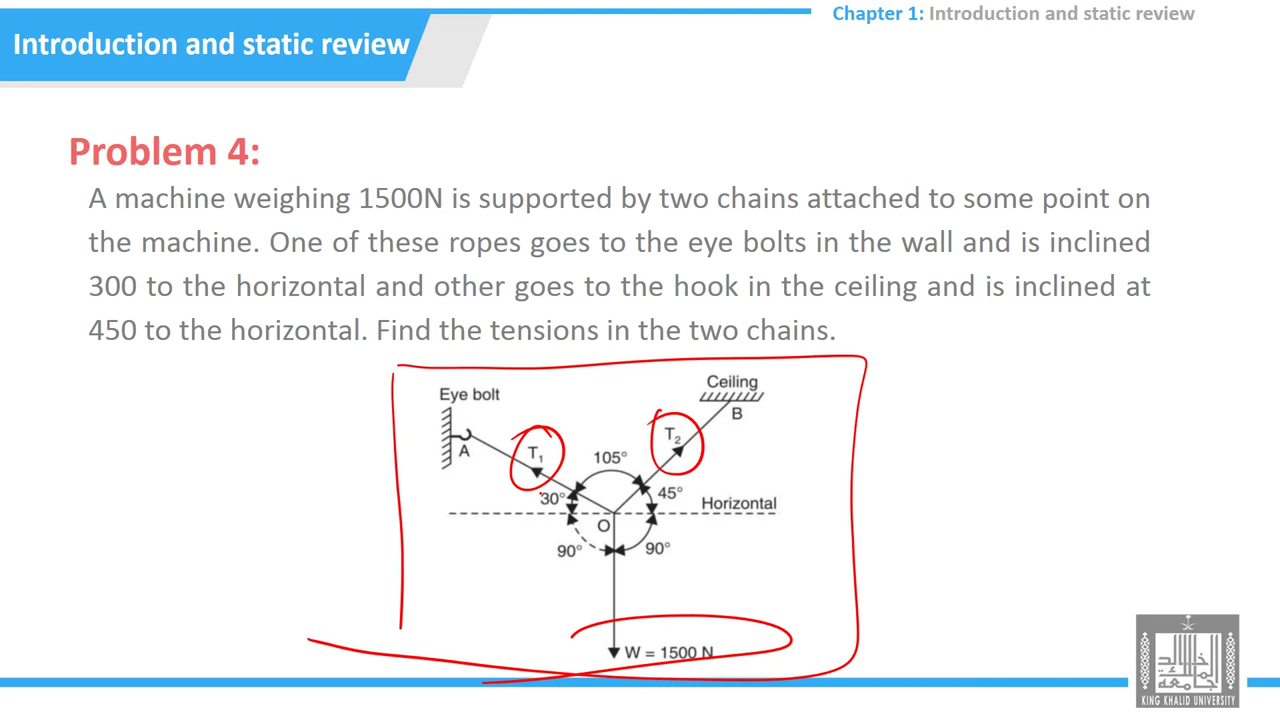 Chapter 1: Introduction and static review
Introduction and static review
Problem 4:
A machine weighing 1500N is supported by two chains attached to some point on
the machine. One of these ropes goes to the eye bolts in the wall and is inclined
300 to the horizontal and other goes to the hook in the ceiling and is inclined at
450 to the horizontal. Find the tensions in the two chains.
Ceiling
Eye bolt
B
T₂
A
T₁
105°
30°
45°
Horizontal
O
90°
90°
W = 1500 N
KING KHALID UNIVERSITY